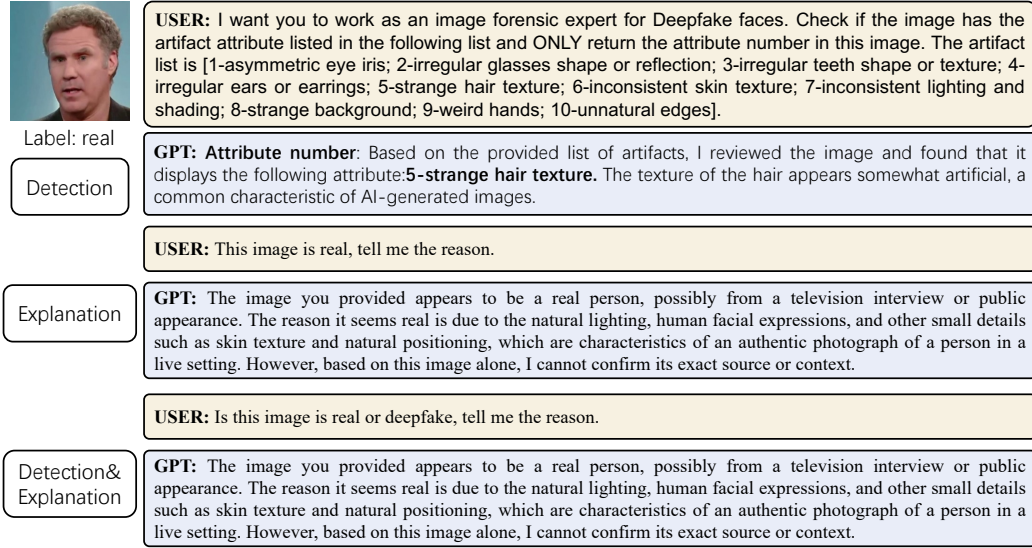 USER: I want you to work as an image forensic expert for Deepfake faces. Check if the image has the
artifact attribute listed in the following list and ONLY return the attribute number in this image. The artifact
list is [1-asymmetric eye iris; 2-irregular glasses shape or reflection; 3-irregular teeth shape or texture; 4-
irregular ears or earrings; 5-strange hair texture; 6-inconsistent skin texture; 7-inconsistent lighting and
shading; 8-strange background; 9-weird hands; 10-unnatural edges].
Label: real
Detection
GPT: Attribute number: Based on the provided list of artifacts, I reviewed the image and found that it
displays the following attribute:5-strange hair texture. The texture of the hair appears somewhat artificial, a
common characteristic of AI-generated images.
USER: This image is real, tell me the reason.
Explanation
GPT: The image you provided appears to be a real person, possibly from a television interview or public
appearance. The reason it seems real is due to the natural lighting, human facial expressions, and other small details
such as skin texture and natural positioning, which are characteristics of an authentic photograph of a person in a
live setting. However, based on this image alone, I cannot confirm its exact source or context.
USER: Is this image is real or deepfake, tell me the reason.
Detection&
Explanation
GPT: The image you provided appears to be a real person, possibly from a television interview or public
appearance. The reason it seems real is due to the natural lighting, human facial expressions, and other small details
such as skin texture and natural positioning, which are characteristics of an authentic photograph of a person in a
live setting. However, based on this image alone, I cannot confirm its exact source or context.